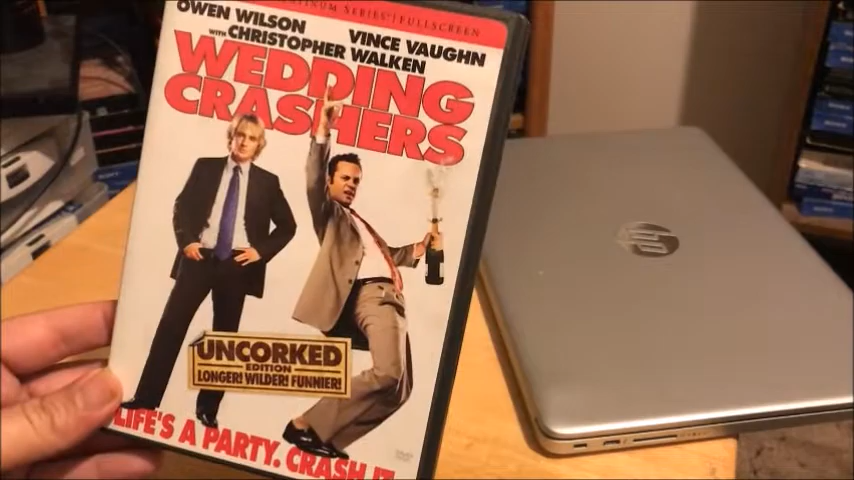 PLATINUM SERIES! FULLSCREEN
OWEN WILSON VINCE VAUGHN
WITH CHRISTOPHER WALKEN
WEDDING
CRASHERS
UNCORKED
EDITION
LONGER! WILDER! FUNNIER!
LIFE'S A PARTY. CRASH IT.
hp